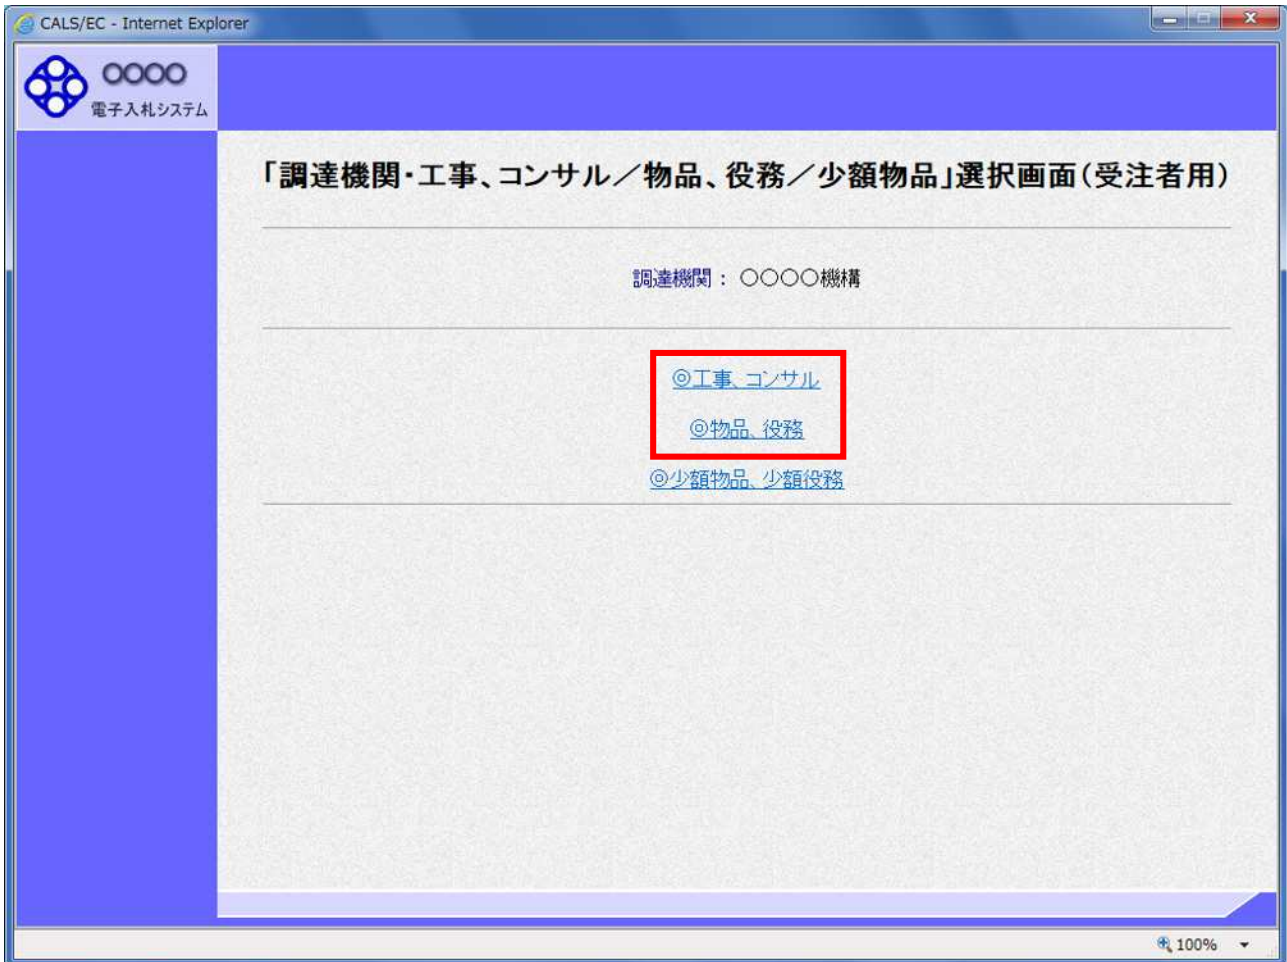 CALS/EC - Internet Explorer
○○○○
電子入札システム
「調達機関・工事、コンサル／物品、役務／少額物品」選択画面（受注者用）
調達機関： ○○○○機構
◎工事、コンサル
◎物品、役務
◎少額物品、少額役務
100%